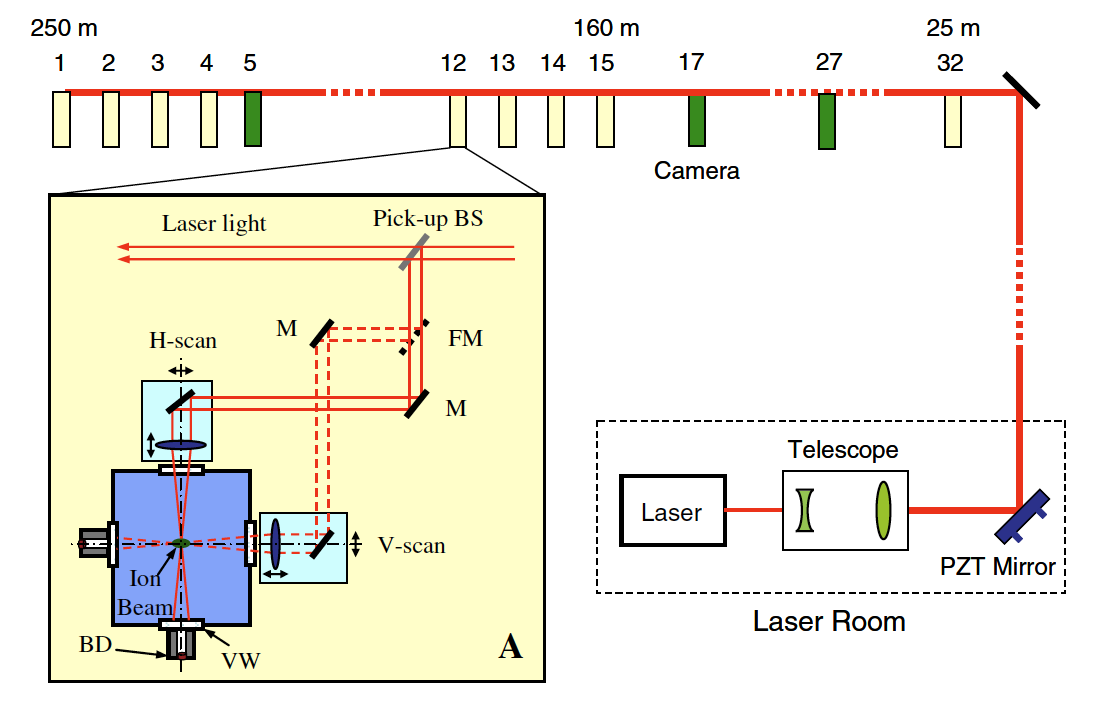 250 m 160 m 25 m
1 2 3 4 5 12 13 14 15 17 27 32
Camera
Laser light
Pick-up BS
M
FM
H-scan
M
V-scan
Ion
Beam
BD
VW
A
Telescope
Laser
PZT Mirror
Laser Room